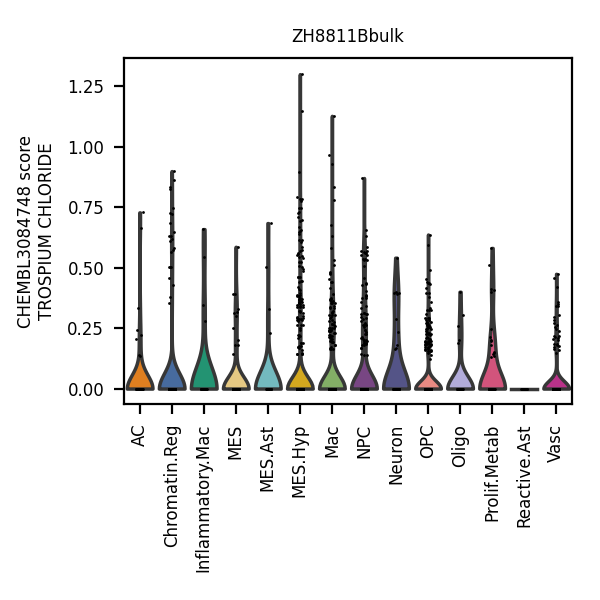 ZH8811Bbulk
CHEMBL3084748 score
TROSPIUM CHLORIDE
1.25
1.00
0.75
0.50
0.25
0.00
AC
Chromatin.Reg
Inflammatory.Mac
MES
MES.Ast
MES.Hyp
Mac
NPC
Neuron
OPC
Oligo
Prolif.Metab
Reactive.Ast
Vasc